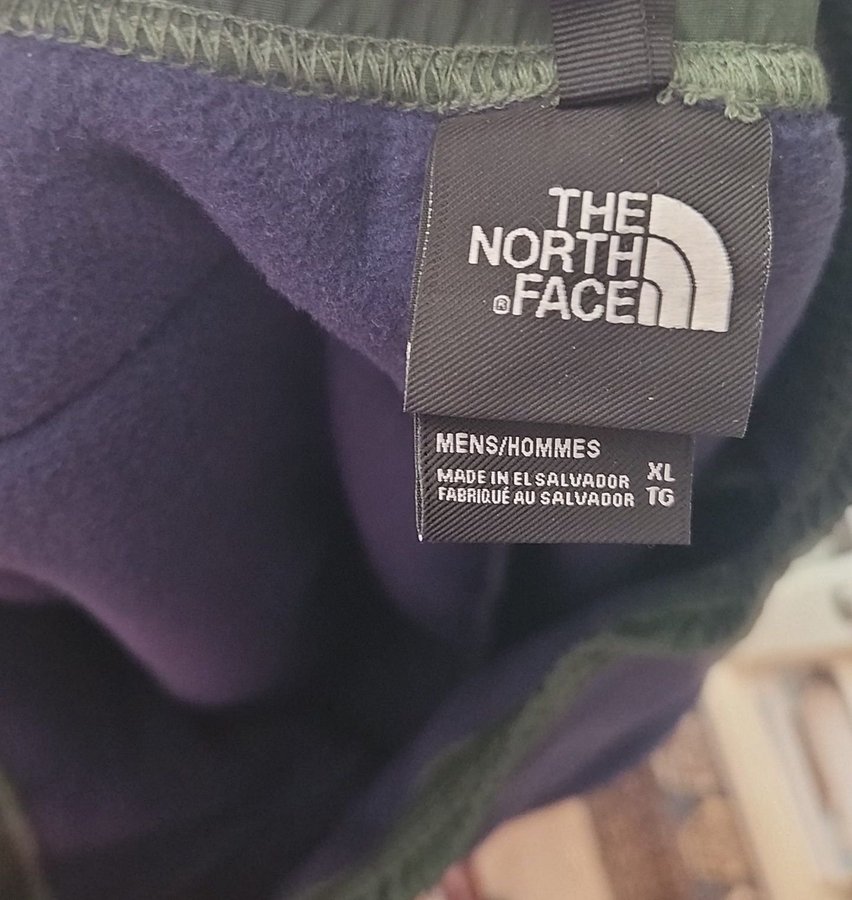 THE
NORTH
®FACE
MENS/HOMMES
MADE IN EL SALVADOR XL
FABRIQUÉ AU SALVADOR TG